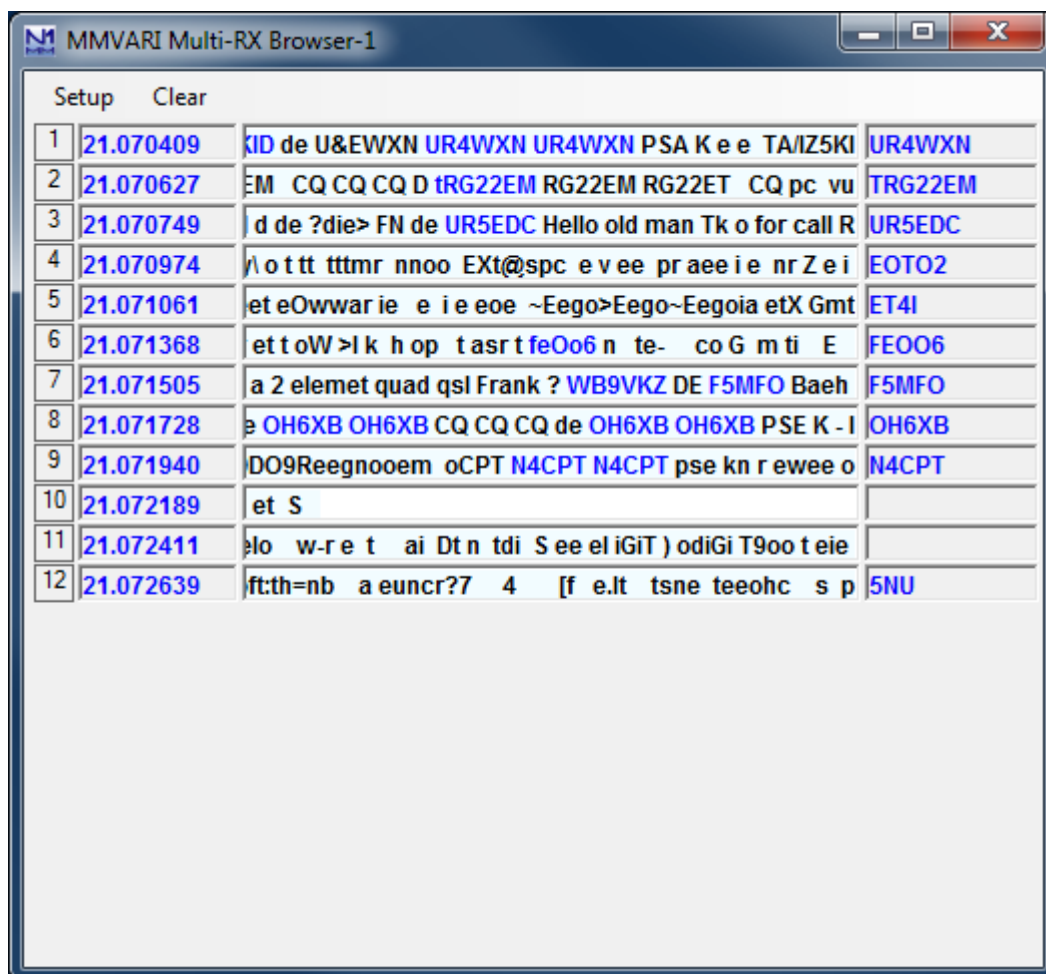 N1 MM MMVARI Multi-RX Browser-1
Setup Clear
1 21.070409 KID de U&EWXN UR4WXN UR4WXN PSA K e e TA/IZ5KI UR4WXN
2 21.070627 EM CQ CQ CQ D tRG22EM RG22EM RG22ET CQ pc vu TRG22EM
3 21.070749 d de ?die> FN de UR5EDC Hello old man Tk o for call R UR5EDC
4 21.070974 \ o t tt tttmr nnoo EXt@spc e v ee pr aee i e nr Z e i EOTO2
5 21.071061 et eOwwar ie e i e eoe ~Eego>Eego~Eegoia etX Gmt ET4I
6 21.071368 et t oW >I k h op t asr t feOo6 n te- co G m ti E FEOO6
7 21.071505 a 2 elemet quad qsl Frank ? WB9VKZ DE F5MFO Baeh F5MFO
8 21.071728 e OH6XB OH6XB CQ CQ CQ de OH6XB OH6XB PSE K - I OH6XB
9 21.071940 DO9Reegnooem oCPT N4CPT N4CPT pse kn r ewee o N4CPT
10 21.072189 et S
11 21.072411 elo w-r e t ai Dt n tdi S ee el iGiT ) odiGi T9oo t eie
12 21.072639 ft:th=nb a euncr?7 4 [f e.lt tsne teeohc s p 5NU